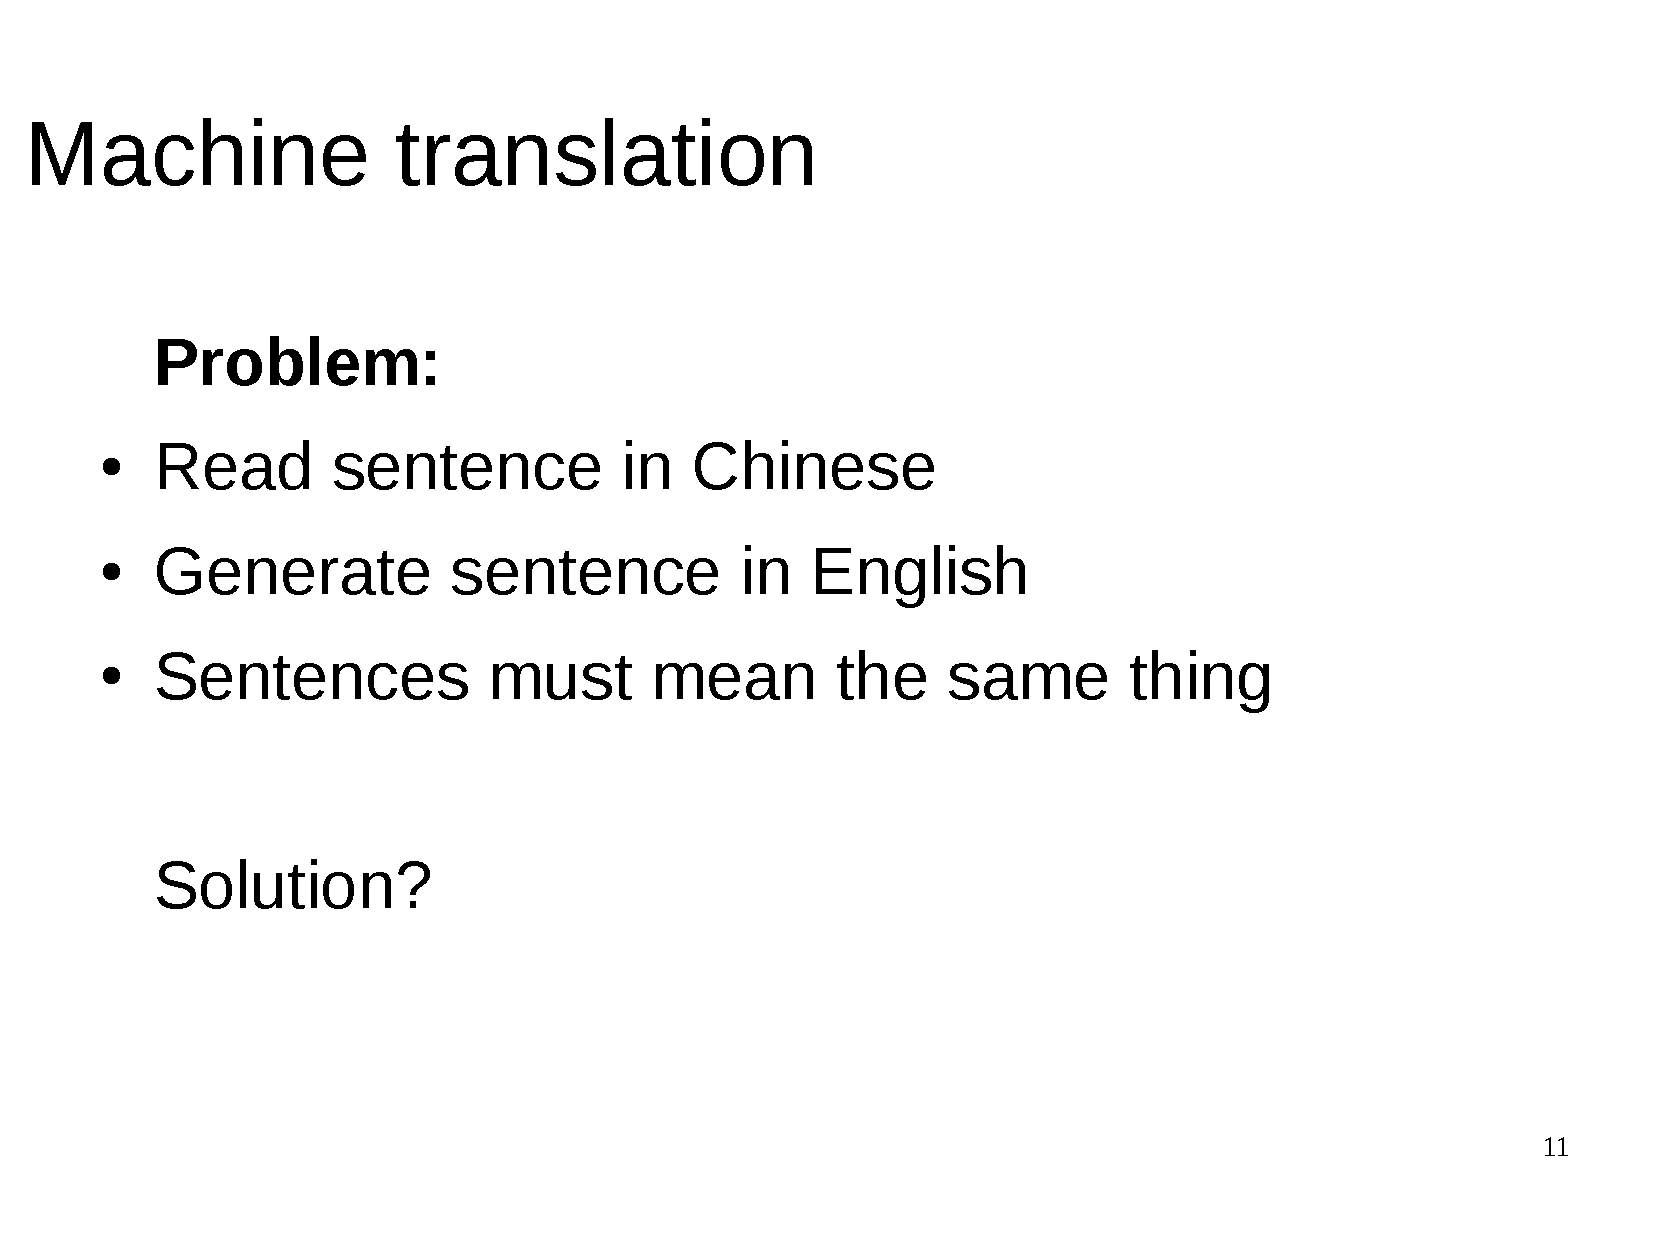 Machine translation
Problem:
• Read sentence in Chinese
• Generate sentence in English
• Sentences must mean the same thing
Solution?
11